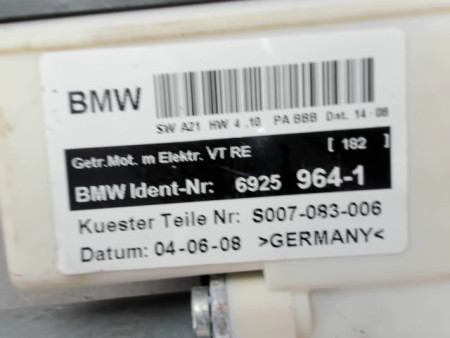 BMW
SW A21 HW 4.10 PA BBB Dat. 14-08
Getr.Mot. m Elektr. VT RE [ 182 ]
BMW Ident-Nr: 6925 964-1
Kuester Teile Nr: S007-083-006
Datum: 04-06-08 >GERMANY<